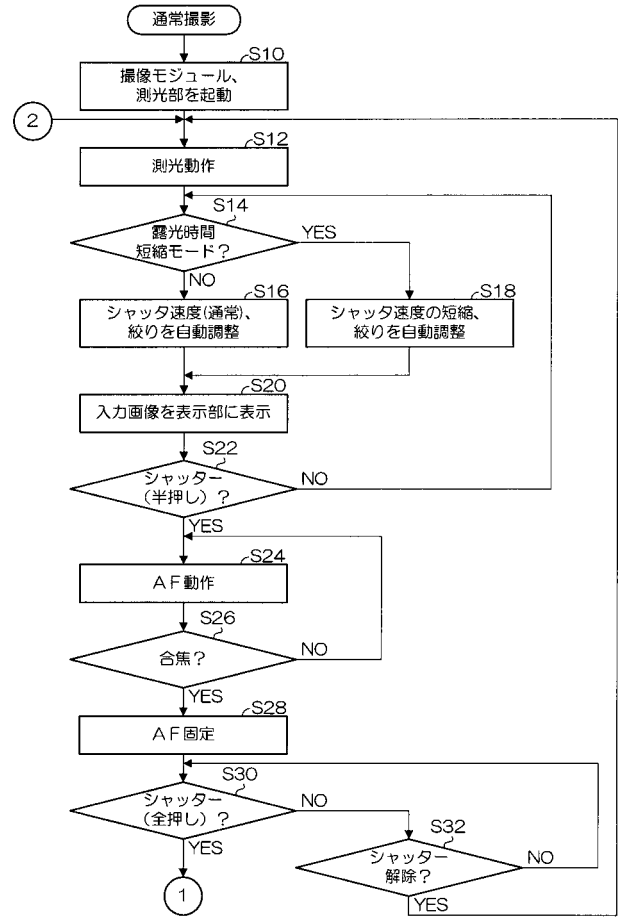 通常撮影
S10
撮像モジュール、
測光部を起動
2
S12
測光動作
S14
露光時間
短縮モード?
YES
NO
S16
シャッタ速度(通常)、
絞りを自動調整
S18
シャッタ速度の短縮、
絞りを自動調整
S20
入力画像を表示部に表示
S22
シャッター
(半押し)?
NO
YES
S24
AF動作
S26
合焦?
NO
YES
S28
AF固定
S30
シャッター
(全押し)?
NO
YES
S32
シャッター
解除?
NO
YES
1